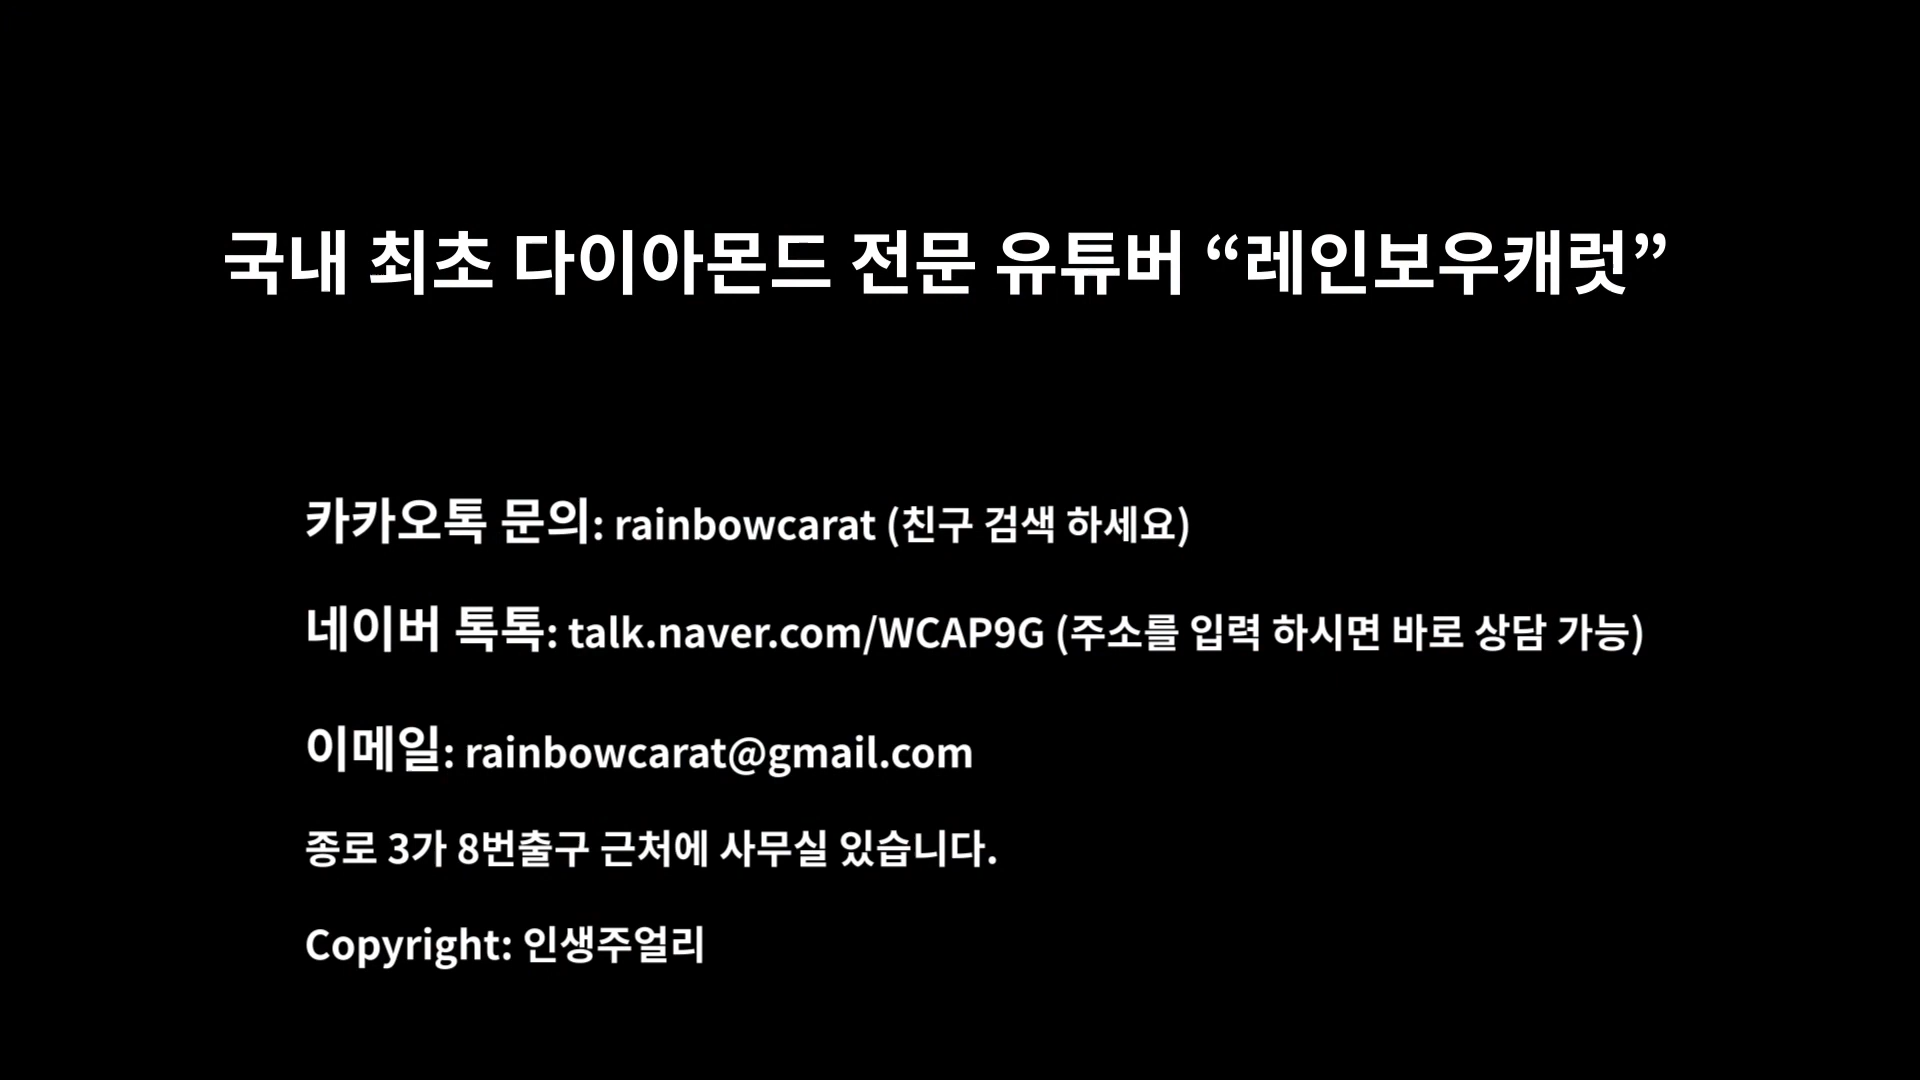 국내 최초 다이아몬드 전문 유튜버 “레인보우캐럿”
카카오톡 문의: rainbowcarat (친구 검색 하세요)
네이버 톡톡: talk.naver.com/WCAP9G (주소를 입력 하시면 바로 상담 가능)
이메일: rainbowcarat@gmail.com
종로 3가 8번출구 근처에 사무실 있습니다.
Copyright: 인생주얼리